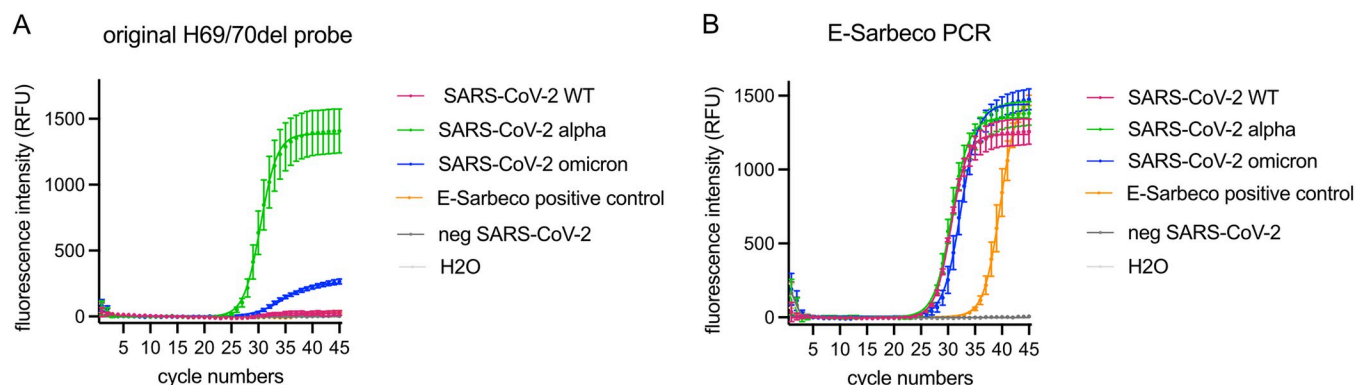 A
original H69/70del probe
fluorescence intensity (RFU)
1500
1000
500
0
5 10 15 20 25 30 35 40 45
cycle numbers
SARS-CoV-2 WT
SARS-CoV-2 alpha
SARS-CoV-2 omicron
E-Sarbeco positive control
neg SARS-CoV-2
H2O
B
E-Sarbeco PCR
fluorescence intensity (RFU)
1500
1000
500
0
5 10 15 20 25 30 35 40 45
cycle numbers
SARS-CoV-2 WT
SARS-CoV-2 alpha
SARS-CoV-2 omicron
E-Sarbeco positive control
neg SARS-CoV-2
H2O